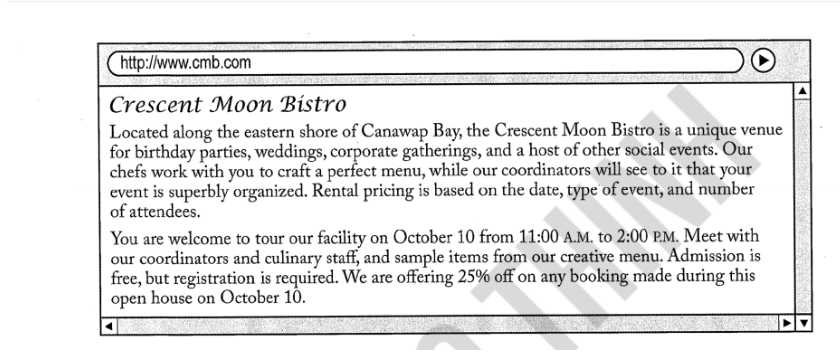 http://www.cmb.com
Crescent Moon Bistro
Located along the eastern shore of Canawap Bay, the Crescent Moon Bistro is a unique venue
for birthday parties, weddings, corporate gatherings, and a host of other social events. Our
chefs work with you to craft a perfect menu, while our coordinators will see to it that your
event is superbly organized. Rental pricing is based on the date, type of event, and number
of attendees.
You are welcome to tour our facility on October 10 from 11:00 A.M. to 2:00 P.M. Meet with
our coordinators and culinary staff, and sample items from our creative menu. Admission is
free, but registration is required. We are offering 25% off on any booking made during this
open house on October 10.